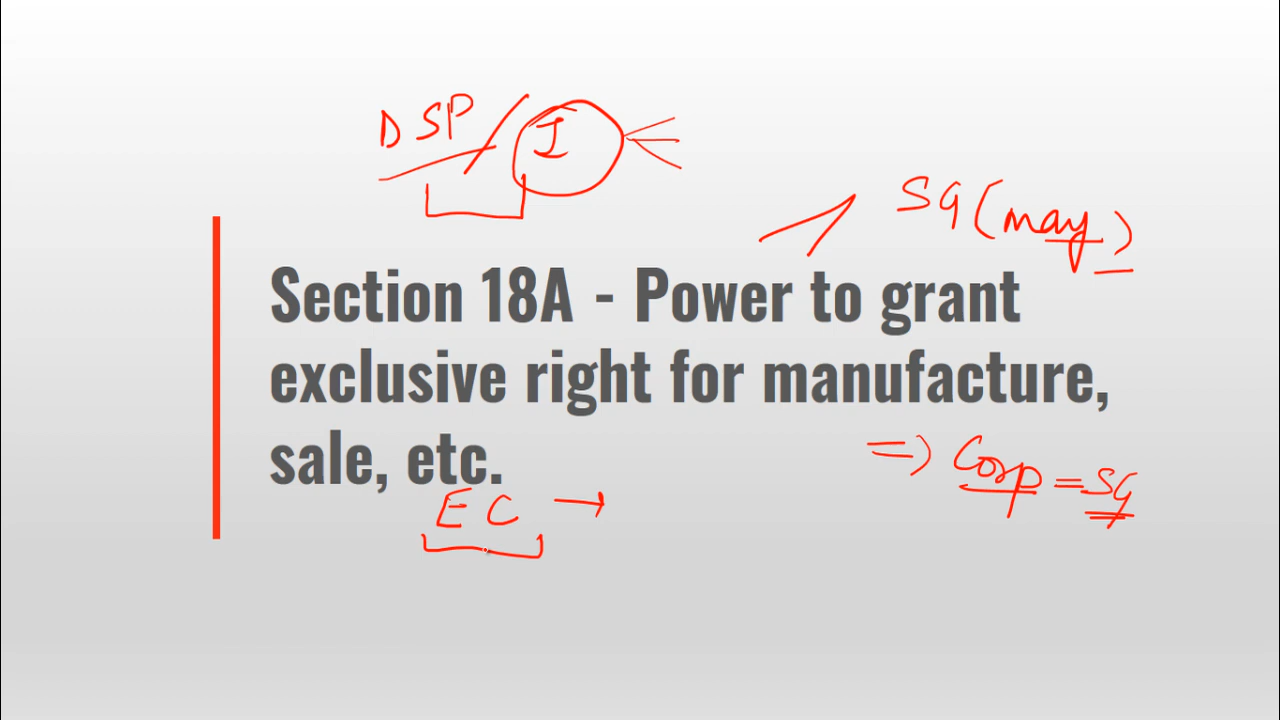 DSP / I
SG (may)
Section 18A - Power to grant
exclusive right for manufacture,
sale, etc.
=> Corp = SG
EC →